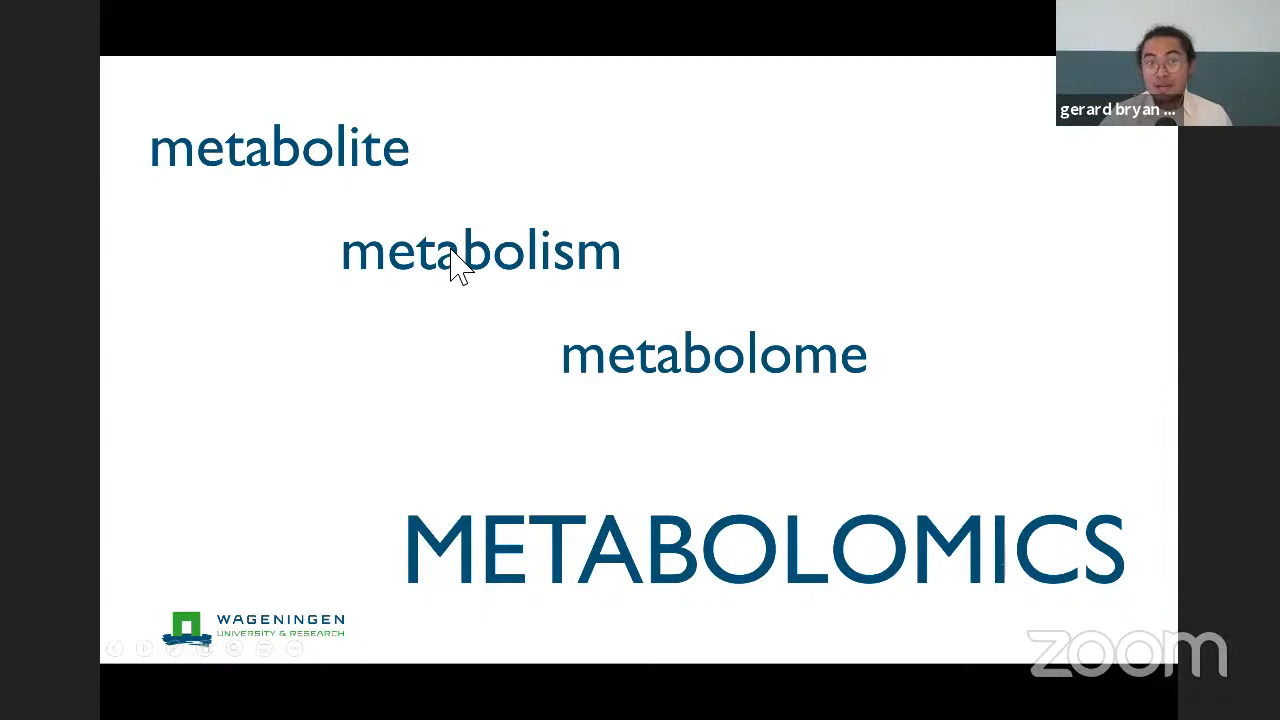 gerard bryan ...
metabolite
metabolism
metabolome
METABOLOMICS
WAGENINGEN
UNIVERSITY & RESEARCH
zoom